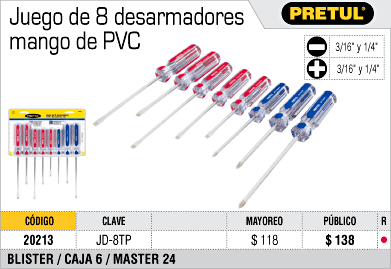 Juego de 8 desarmadores
mango de PVC
PRETUL®
3/16" y 1/4"
3/16" y 1/4"
PRETUL
CÓDIGO CLAVE MAYOREO PÚBLICO R
20213 JD-8TP $ 118 $ 138
BLISTER / CAJA 6 / MASTER 24